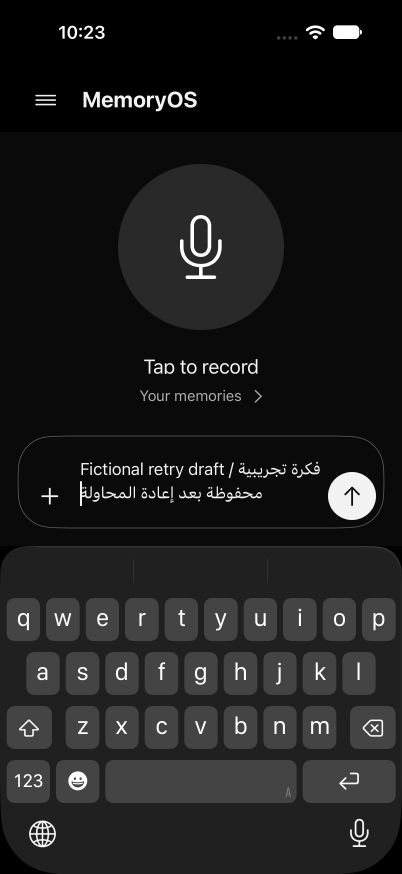 10:23
MemoryOS
Tap to record
Your memories
Fictional retry draft / فكرة تجريبية
محفوظة بعد إعادة المحاولة
q w e r t y u i o p
a s d f g h j k l
z x c v b n m
123